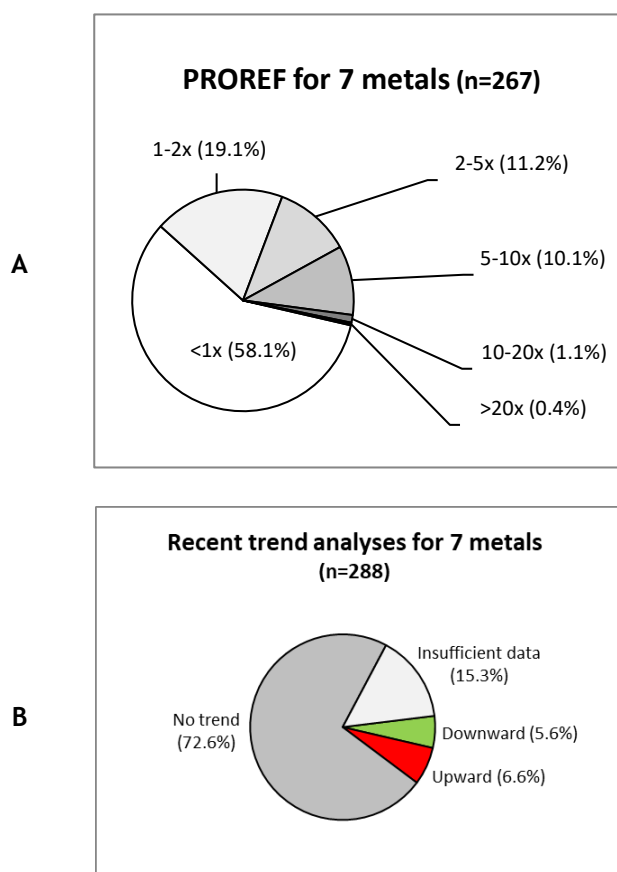 A
PROREF for 7 metals (n=267)
1-2x (19.1%)
2-5x (11.2%)
5-10x (10.1%)
<1x (58.1%)
10-20x (1.1%)
>20x (0.4%)
B
Recent trend analyses for 7 metals
(n=288)
Insufficient data
(15.3%)
No trend
(72.6%)
Downward (5.6%)
Upward (6.6%)